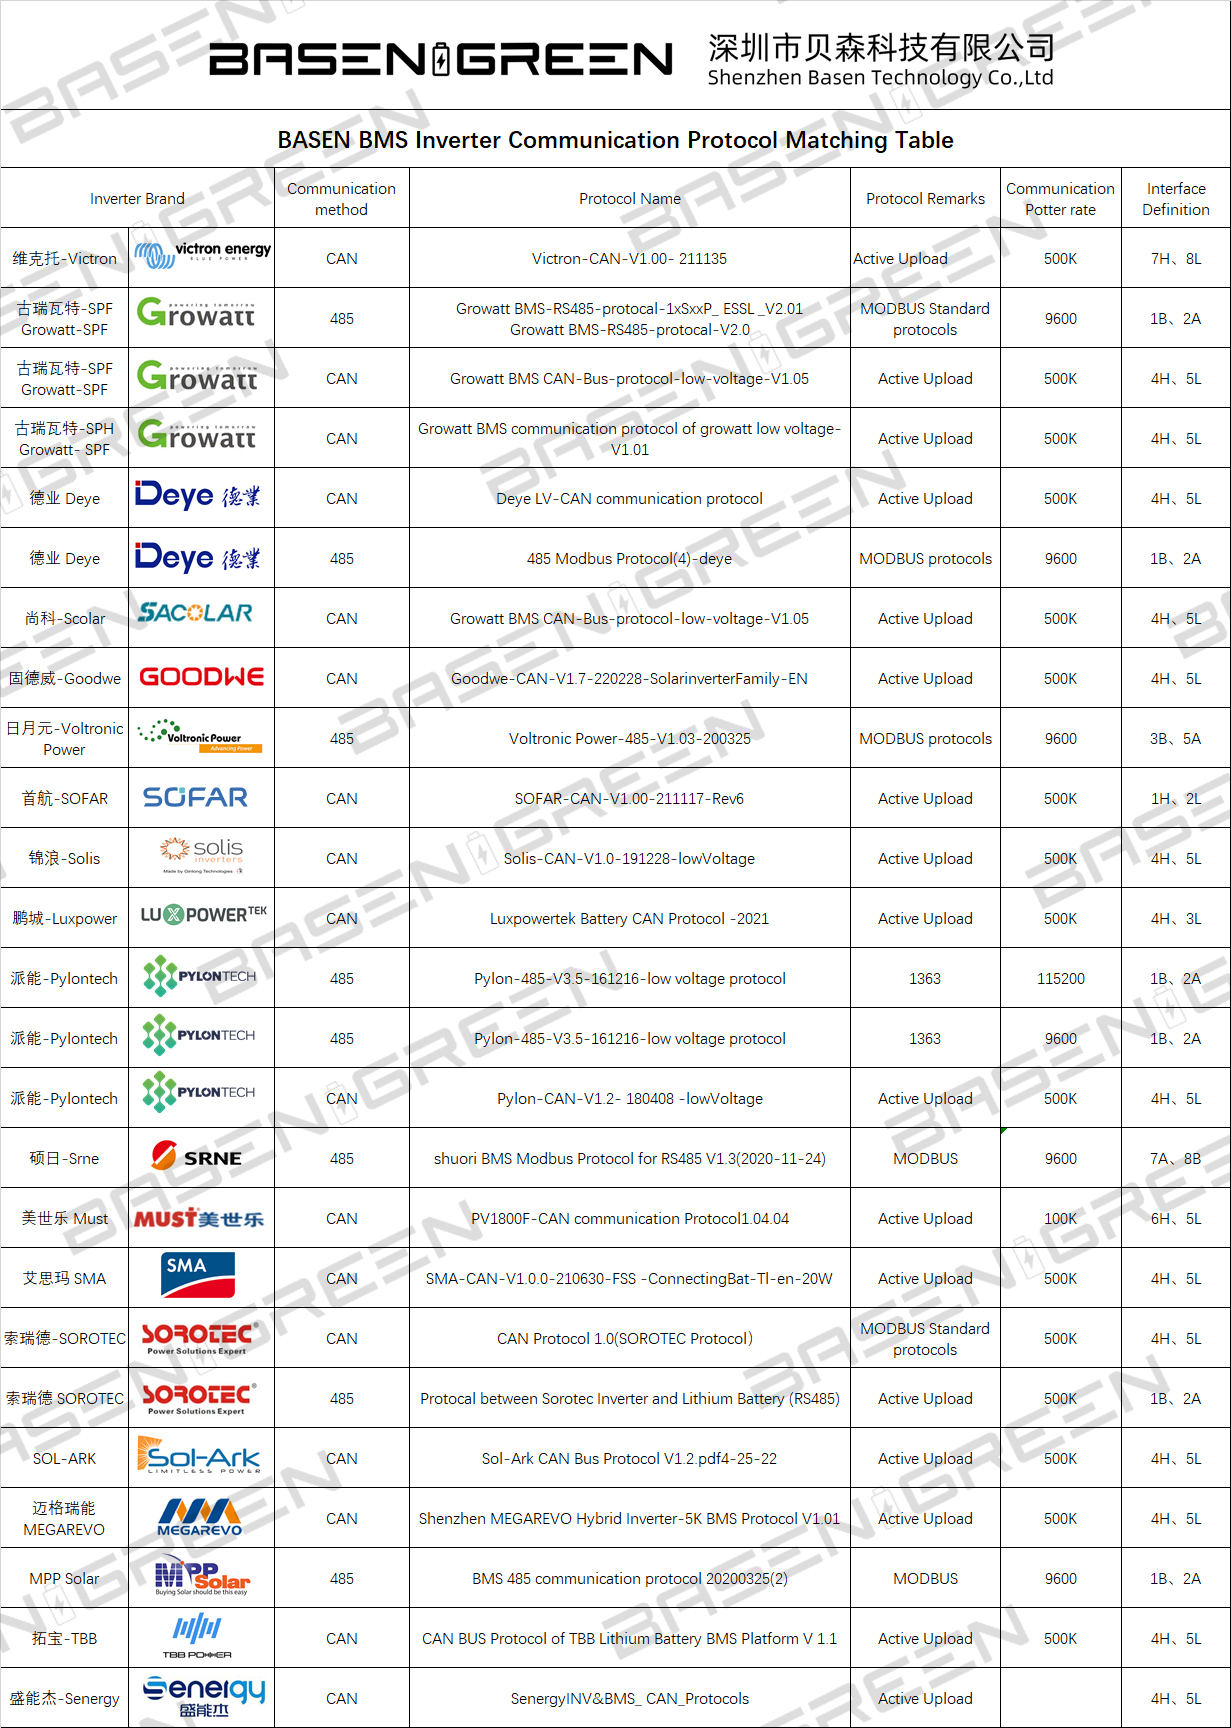 BASEN GREEN 深圳市贝森科技有限公司
Shenzhen Basen Technology Co.,Ltd
BASEN BMS Inverter Communication Protocol Matching Table
Inverter Brand Communication method Protocol Name Protocol Remarks Communication Potter rate Interface Definition
维克托-Victron victron energy BLUE POWER CAN Victron-CAN-V1.00- 211135 Active Upload 500K 7H、8L
古瑞瓦特-SPF Growatt-SPF powering tomorrow Growatt 485 Growatt BMS-RS485-protocal-1xSxxP_ ESSL _V2.01 Growatt BMS-RS485-protocal-V2.0 MODBUS Standard protocols 9600 1B、2A
古瑞瓦特-SPF Growatt-SPF powering tomorrow Growatt CAN Growatt BMS CAN-Bus-protocol-low-voltage-V1.05 Active Upload 500K 4H、5L
古瑞瓦特-SPH Growatt- SPF powering tomorrow Growatt CAN Growatt BMS communication protocol of growatt low voltage-V1.01 Active Upload 500K 4H、5L
德业 Deye Deye 德業 CAN Deye LV-CAN communication protocol Active Upload 500K 4H、5L
德业 Deye Deye 德業 485 485 Modbus Protocol(4)-deye MODBUS protocols 9600 1B、2A
尚科-Scolar SACOLAR CAN Growatt BMS CAN-Bus-protocol-low-voltage-V1.05 Active Upload 500K 4H、5L
固德威-Goodwe GOODWE CAN Goodwe-CAN-V1.7-220228-SolarinverterFamily-EN Active Upload 500K 4H、5L
日月元-Voltronic Power Voltronic Power Advancing Power 485 Voltronic Power-485-V1.03-200325 MODBUS protocols 9600 3B、5A
首航-SOFAR SOFAR CAN SOFAR-CAN-V1.00-211117-Rev6 Active Upload 500K 1H、2L
锦浪-Solis solis inverters Made by Ginlong Technologies CAN Solis-CAN-V1.0-191228-lowVoltage Active Upload 500K 4H、5L
鹏城-Luxpower LUXPOWERTEK CAN Luxpowertek Battery CAN Protocol -2021 Active Upload 500K 4H、3L
派能-Pylontech PYLONTECH 485 Pylon-485-V3.5-161216-low voltage protocol 1363 115200 1B、2A
派能-Pylontech PYLONTECH 485 Pylon-485-V3.5-161216-low voltage protocol 1363 9600 1B、2A
派能-Pylontech PYLONTECH CAN Pylon-CAN-V1.2- 180408 -lowVoltage Active Upload 500K 4H、5L
硕日-Srne SRNE 485 shuori BMS Modbus Protocol for RS485 V1.3(2020-11-24) MODBUS 9600 7A、8B
美世乐 Must MUST美世乐 CAN PV1800F-CAN communication Protocol1.04.04 Active Upload 100K 6H、5L
艾思玛 SMA SMA CAN SMA-CAN-V1.0.0-210630-FSS -ConnectingBat-Tl-en-20W Active Upload 500K 4H、5L
索瑞德-SOROTEC SOROTEC® Power Solutions Expert CAN CAN Protocol 1.0(SOROTEC Protocol） MODBUS Standard protocols 500K 4H、5L
索瑞德 SOROTEC SOROTEC® Power Solutions Expert 485 Protocal between Sorotec Inverter and Lithium Battery (RS485) Active Upload 500K 1B、2A
SOL-ARK Sol-Ark LIMITLESS POWER CAN Sol-Ark CAN Bus Protocol V1.2.pdf4-25-22 Active Upload 500K 4H、5L
迈格瑞能 MEGAREVO MEGAREVO CAN Shenzhen MEGAREVO Hybrid Inverter-5K BMS Protocol V1.01 Active Upload 500K 4H、5L
MPP Solar MPP Solar Buying Solar should be this easy 485 BMS 485 communication protocol 20200325(2) MODBUS 9600 1B、2A
拓宝-TBB TBB POWER CAN CAN BUS Protocol of TBB Lithium Battery BMS Platform V 1.1 Active Upload 500K 4H、5L
盛能杰-Senergy Senergy 盛能杰 CAN SenergyINV&BMS_ CAN_Protocols Active Upload 4H、5L